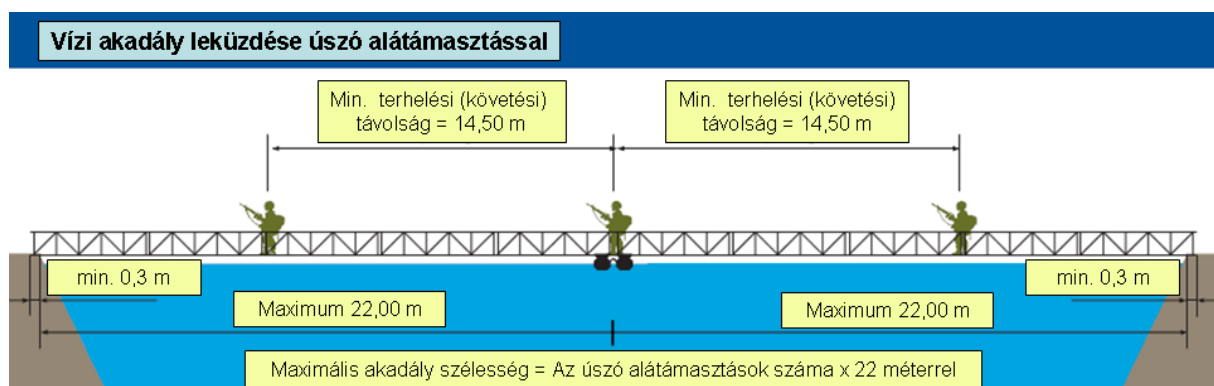 Vízi akadály leküzdése úszó alátámasztással
Min. terhelési (követési)
távolság = 14,50 m
Min. terhelési (követési)
távolság = 14,50 m
min. 0,3 m
min. 0,3 m
Maximum 22,00 m
Maximum 22,00 m
Maximális akadály szélesség = Az úszó alátámasztások száma x 22 méterrel